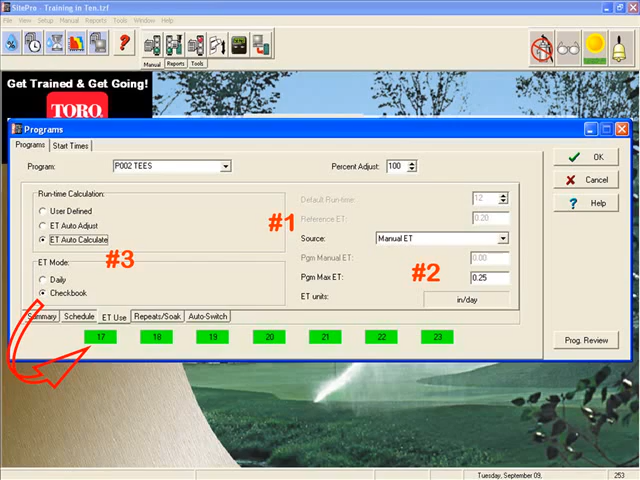 SitePro - Training in Ten.tzf
File View Setup Manual Reports Tools Window Help
Manual Reports Tools
Get Trained & Get Going!
TORO.
Programs
Programs Start Times
Program: P002 TEES Percent Adjust: 100
OK
Cancel
Help
Run-time Calculation:
User Defined
ET Auto Adjust
ET Auto Calculate
#1
#3
Default Run-time: 12
Reference ET: 0.20
Source: Manual ET
Pgm Manual ET: 0.00
#2
Pgm Max ET: 0.25
ET units: in/day
ET Mode:
Daily
Checkbook
Summary Schedule ET Use Repeats/Soak Auto-Switch
17 18 19 20 21 22 23
Prog. Review
Tuesday, September 09, 253